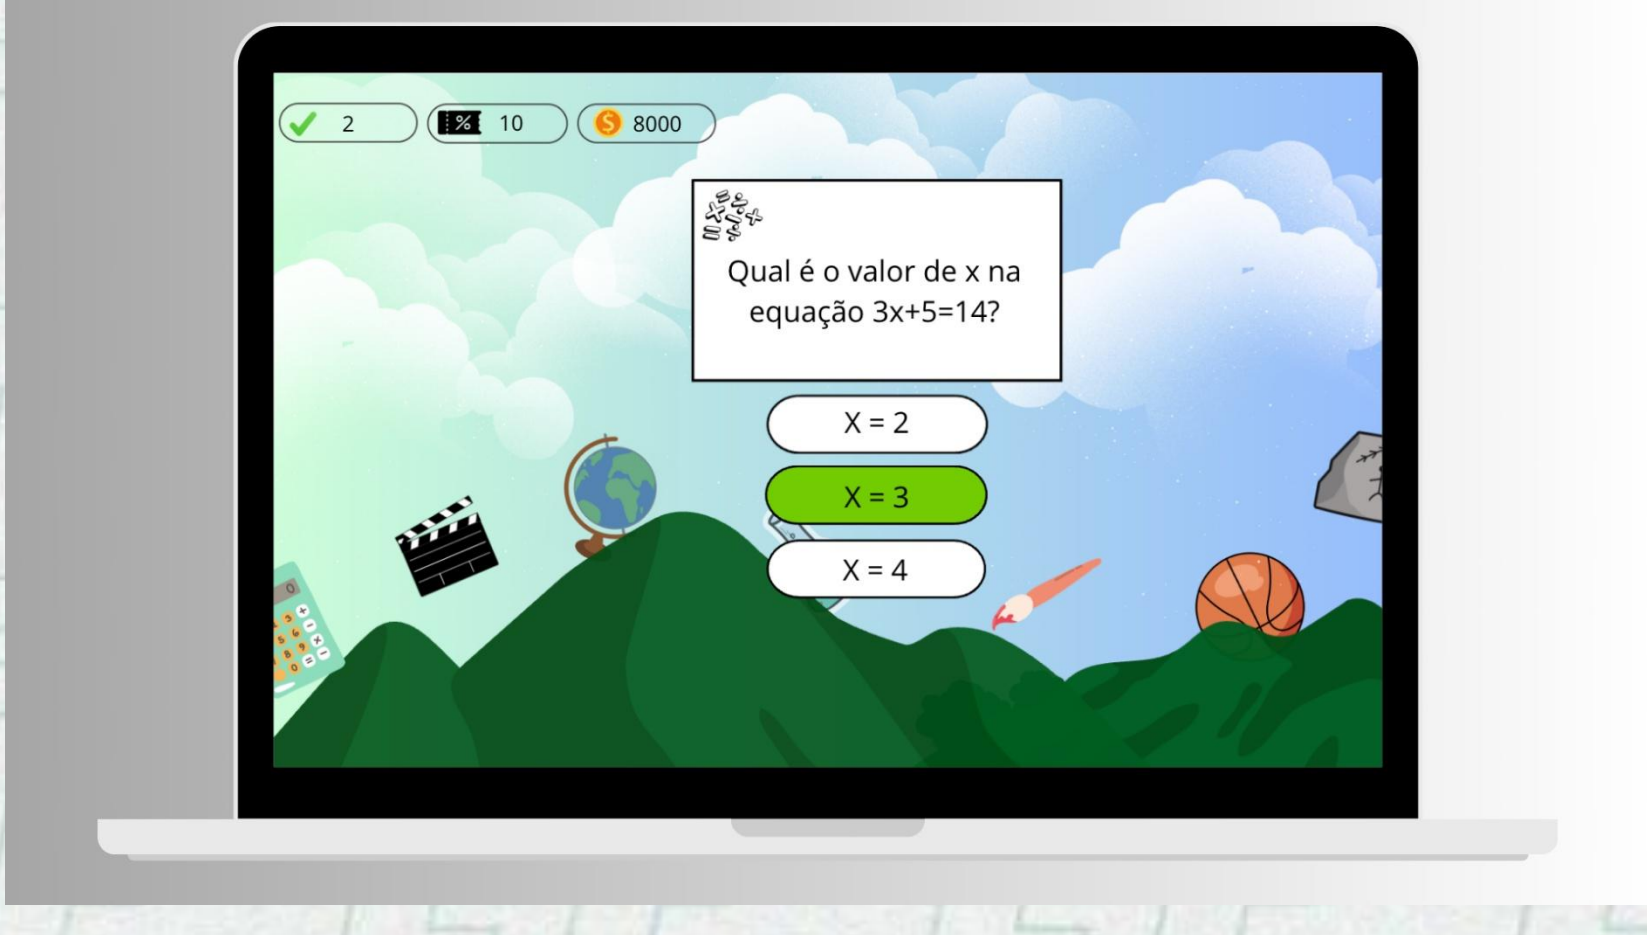 2
% 10
$ 8000
Qual é o valor de x na
equação 3x+5=14?
X = 2
X = 3
X = 4